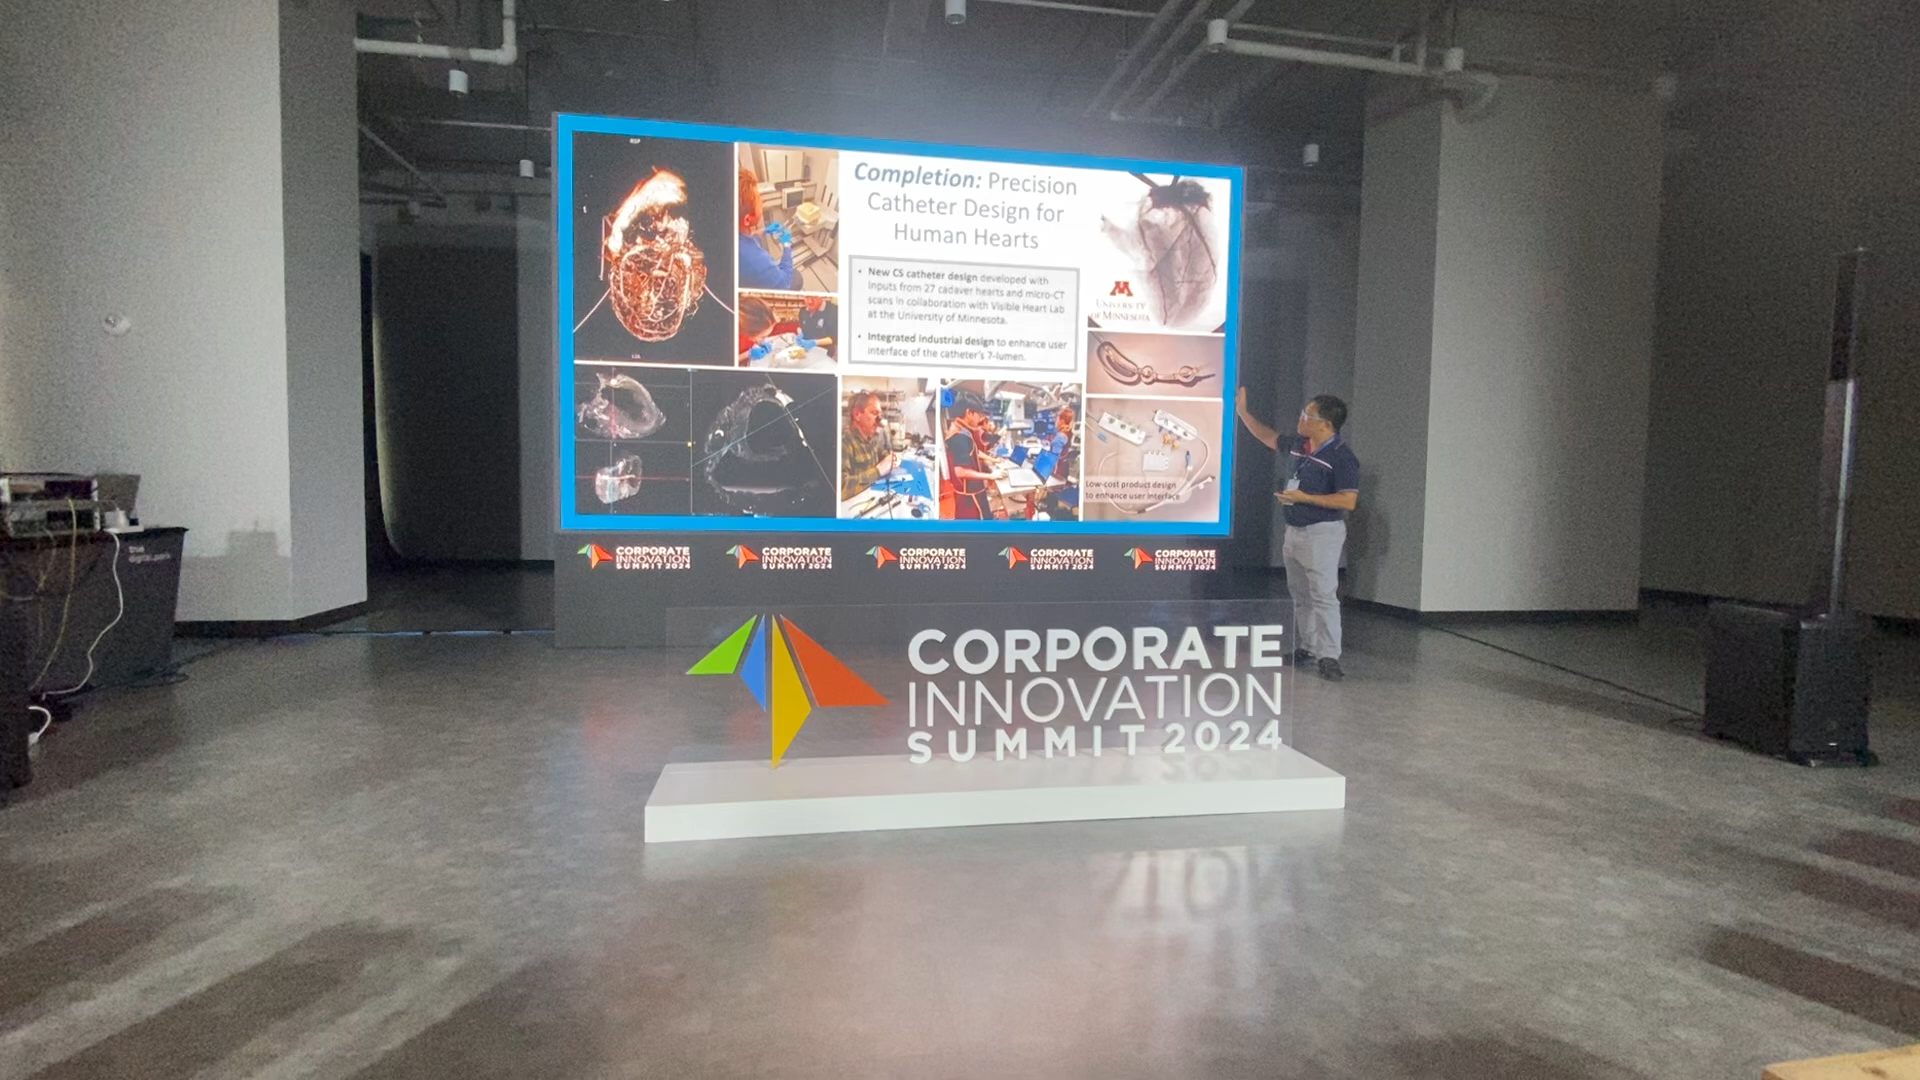 Completion: Precision
Catheter Design for
Human Hearts
• New CS catheter design developed with
inputs from 27 cadaver hearts and micro-CT
scans in collaboration with Visible Heart Lab
at the University of Minnesota.
• Integrated industrial design to enhance user
interface of the catheter's 7-lumen.
M
UNIVERSITY
OF MINNESOTA
Low-cost product design
to enhance user interface
CORPORATE
INNOVATION
SUMMIT 2024
CORPORATE
INNOVATION
SUMMIT 2024
CORPORATE
INNOVATION
SUMMIT 2024
CORPORATE
INNOVATION
SUMMIT 2024
CORPORATE
INNOVATION
SUMMIT 2024
the
digital.park
CORPORATE
INNOVATION
SUMMIT 2024